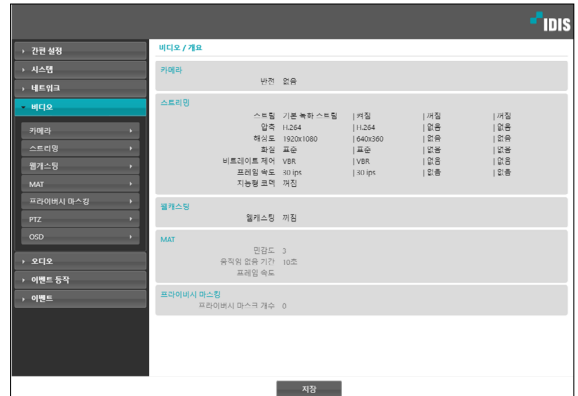 IDIS
간편 설정
시스템
네트워크
비디오
카메라
스트리밍
웹캐스팅
MAT
프라이버시 마스킹
PTZ
OSD
오디오
이벤트 동작
이벤트
비디오 / 개요
카메라
반전 없음
스트리밍
스트림 기본 녹화 스트림 | 켜짐 | 꺼짐 | 꺼짐
압축 H.264 | H.264 | 없음 | 없음
해상도 1920x1080 | 640x360 | 없음 | 없음
화질 표준 | 표준 | 없음 | 없음
비트레이트 제어 VBR | VBR | 없음 | 없음
프레임 속도 30 ips | 30 ips | 없음 | 없음
지능형 코덱 꺼짐
웹캐스팅
웹캐스팅 꺼짐
MAT
민감도 3
움직임 없음 기간 10초
프레임 속도
프라이버시 마스킹
프라이버시 마스크 개수 0
저장